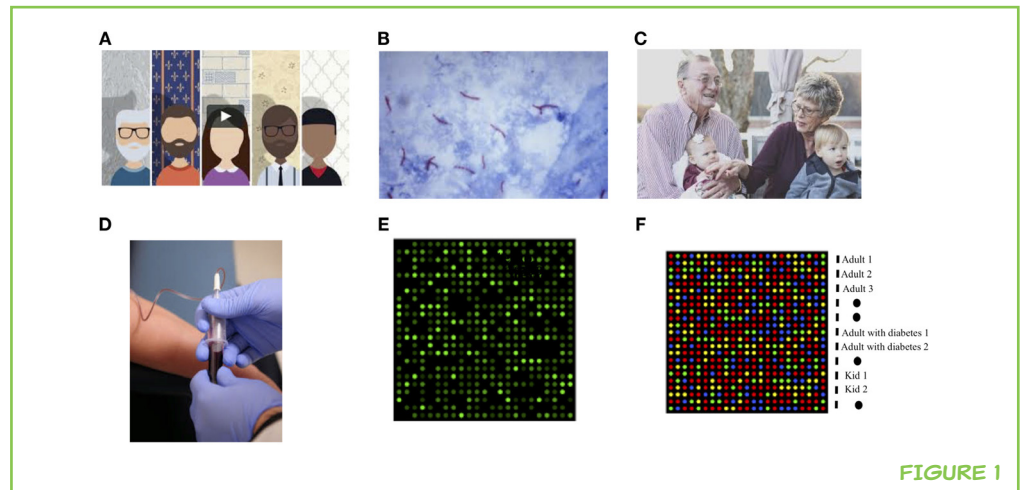 A
B
C
D
E
F
Adult 1
Adult 2
Adult 3
Adult with diabetes 1
Adult with diabetes 2
Kid 1
Kid 2
FIGURE 1